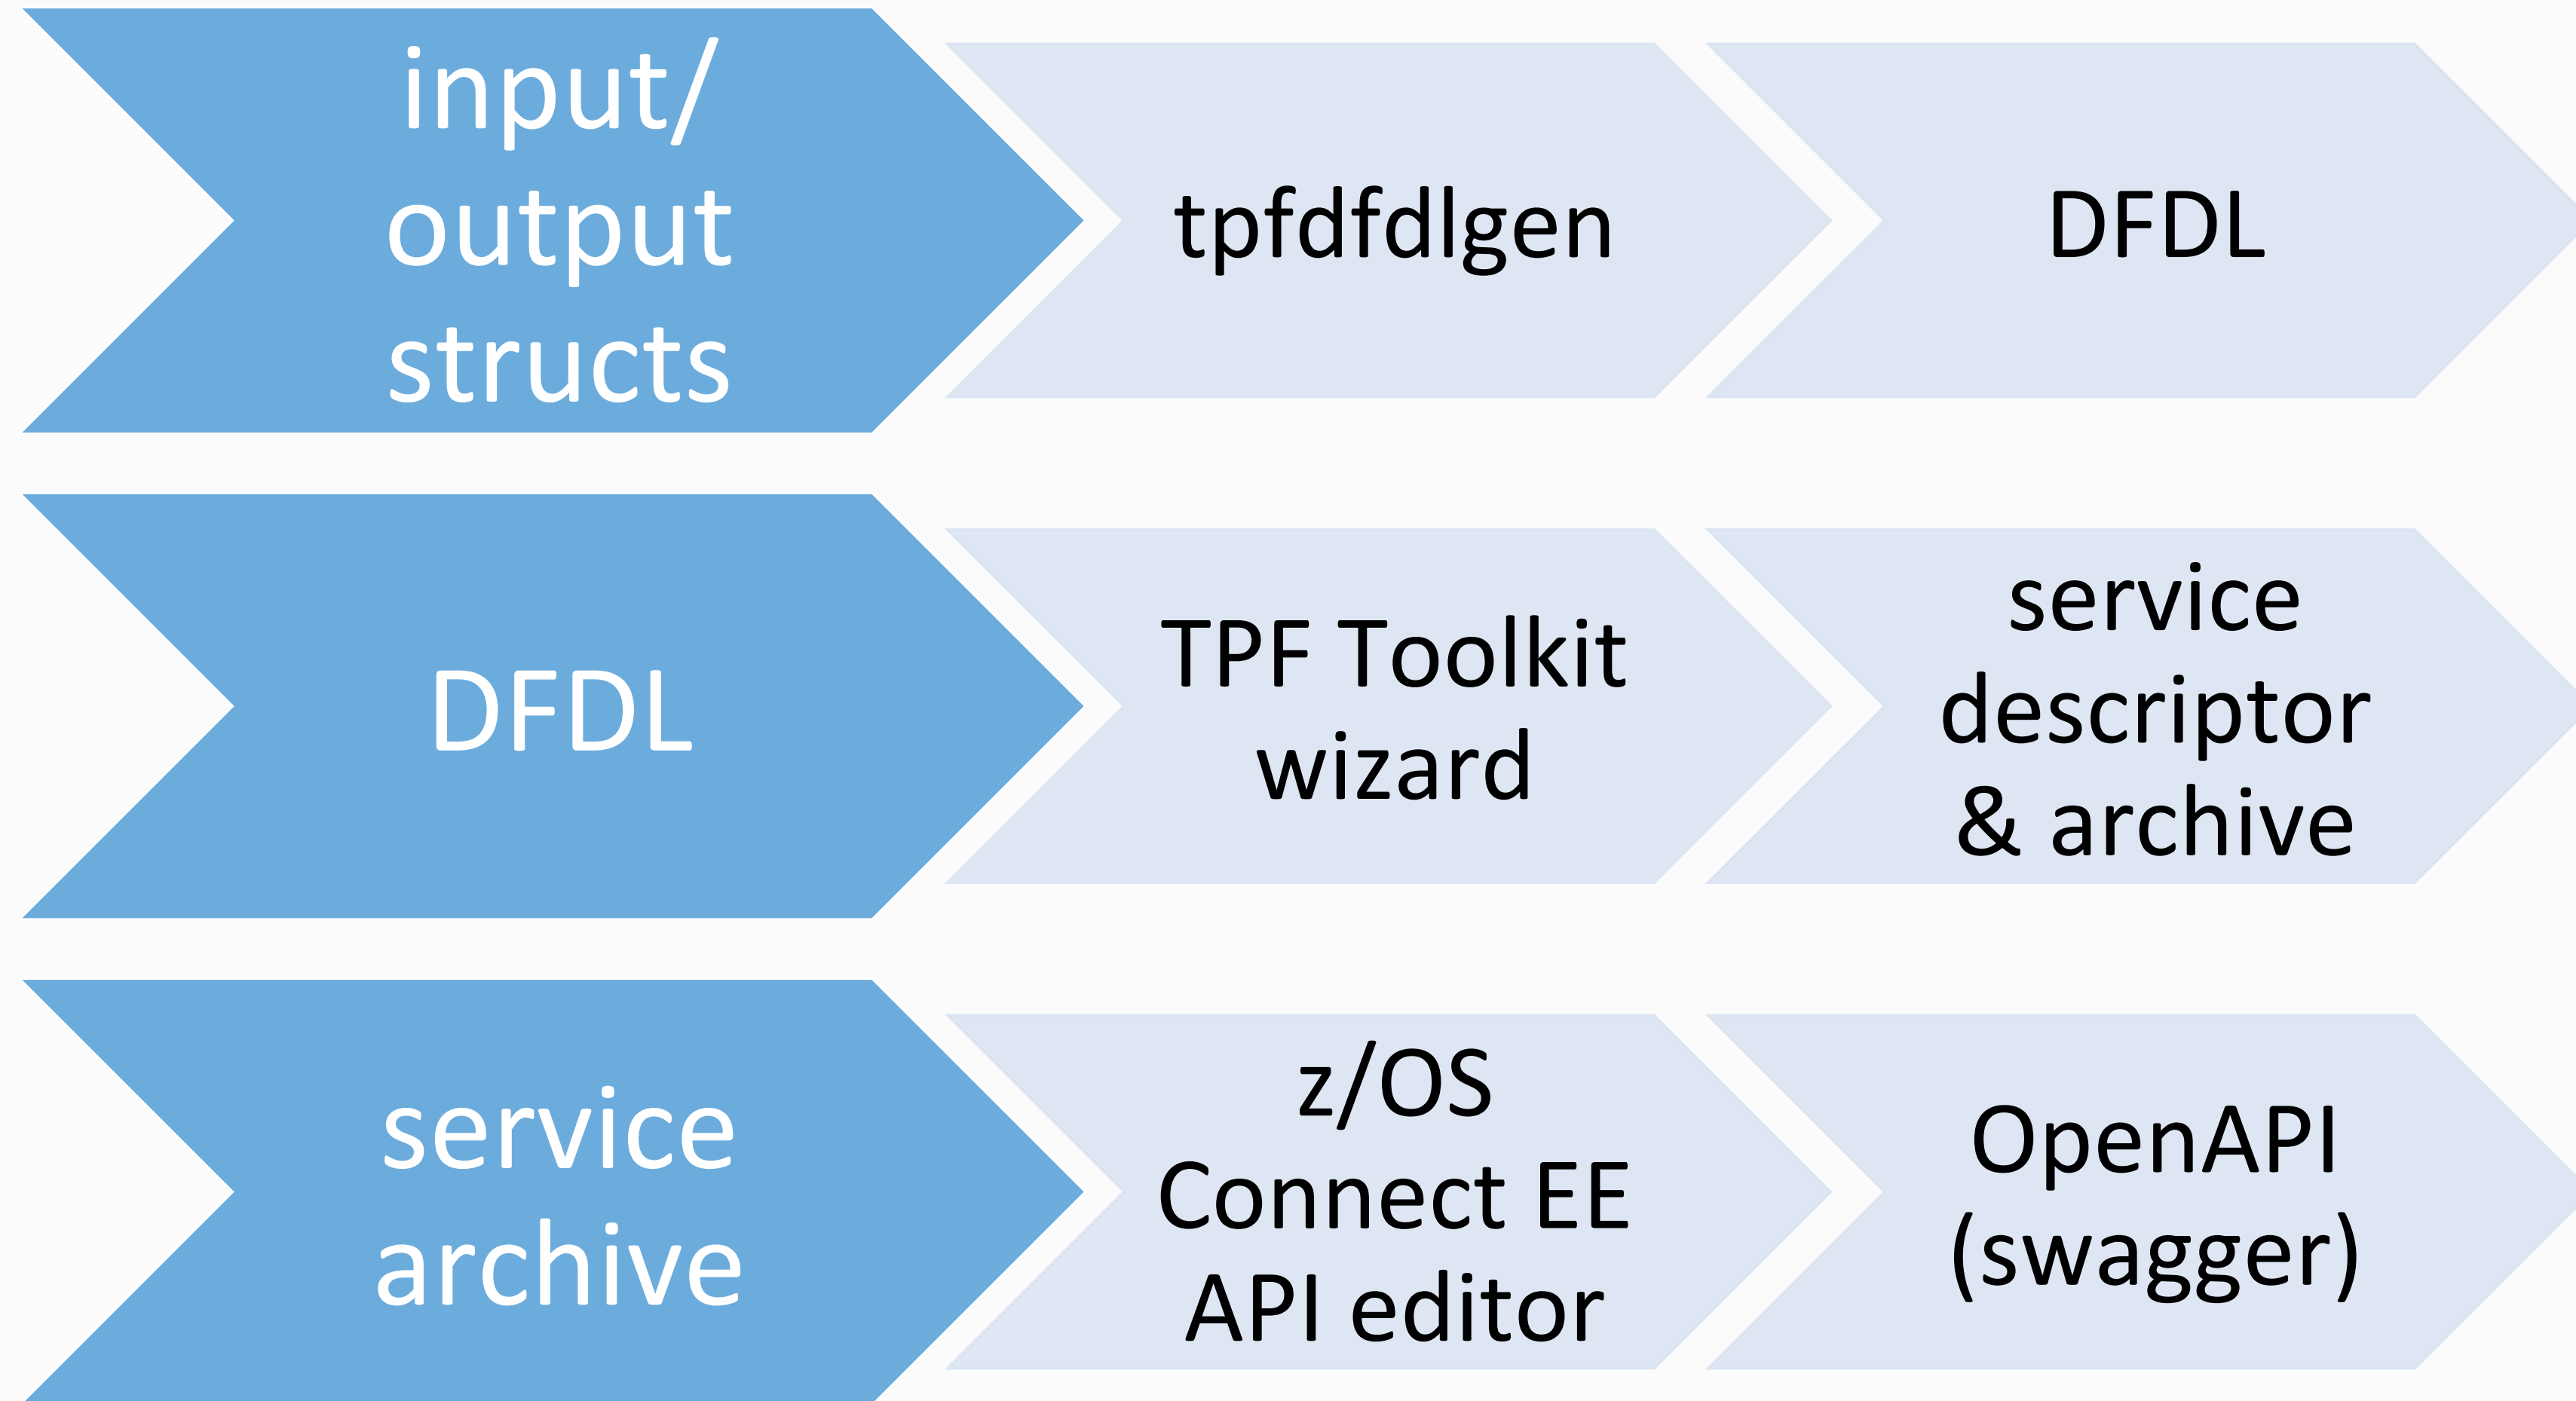 input/
output
structs
tpfdfdlgen
DFDL
DFDL
TPF Toolkit
wizard
service
descriptor
& archive
service
archive
z/OS
Connect EE
API editor
OpenAPI
(swagger)